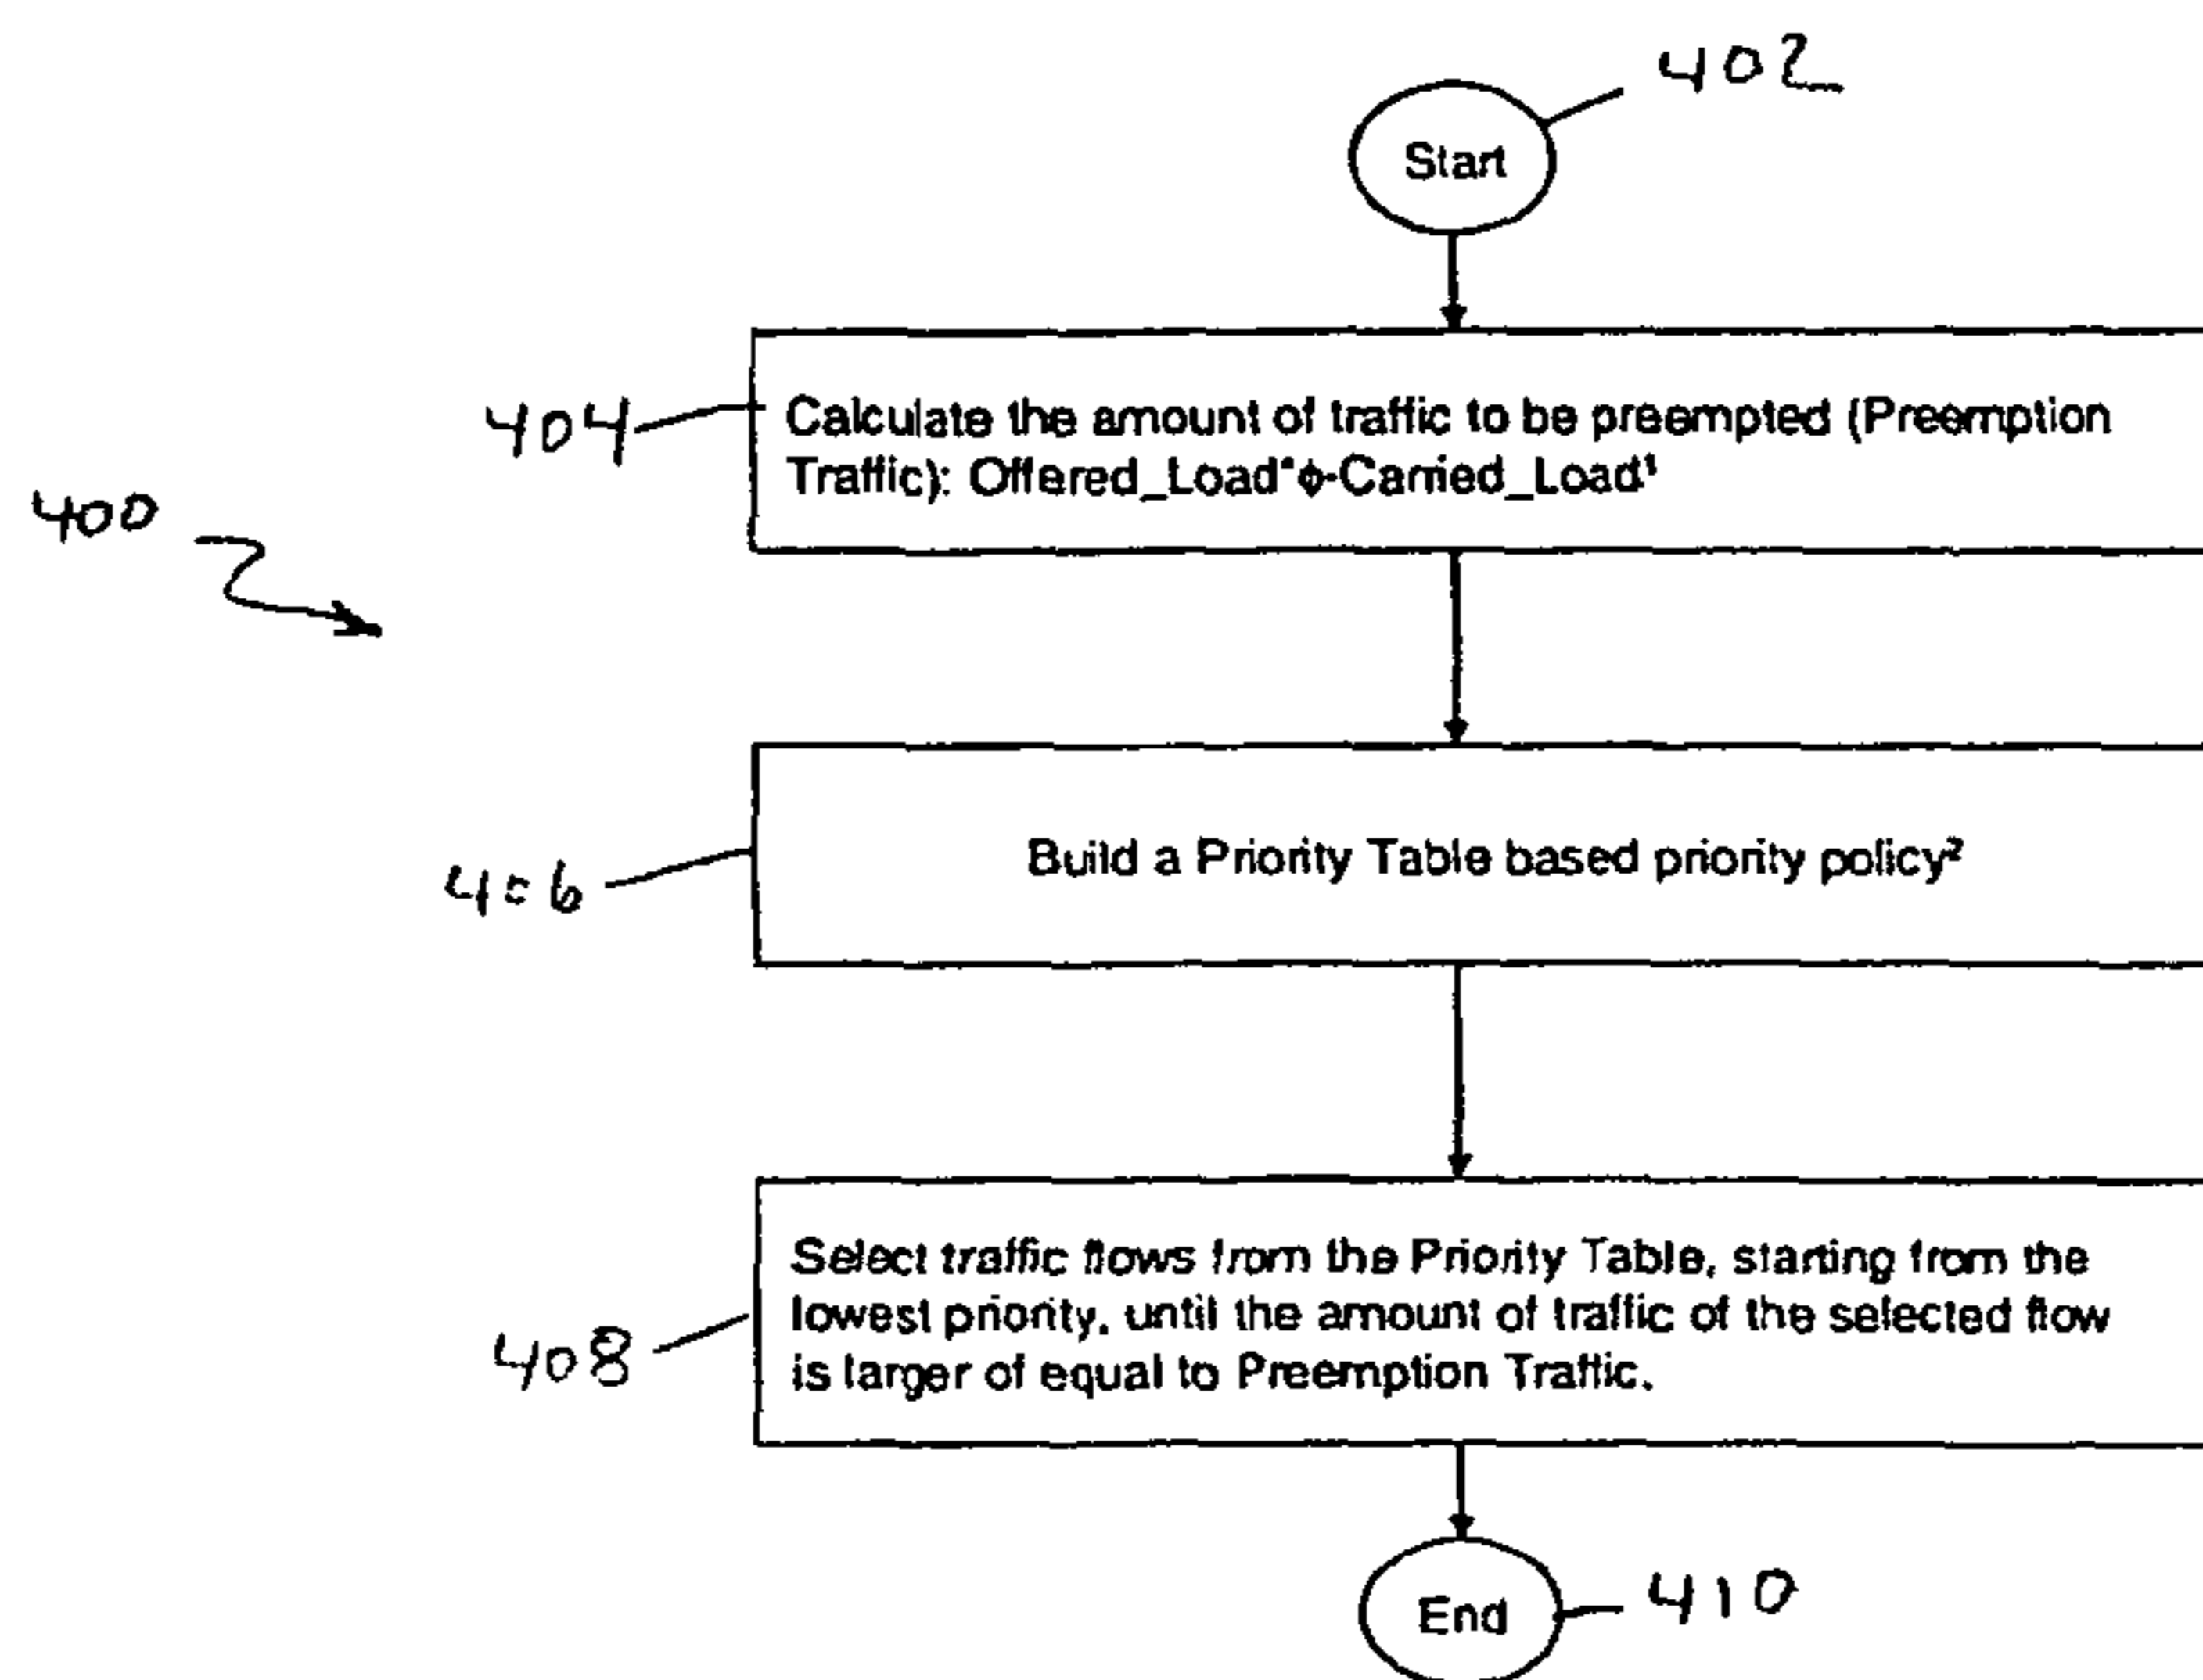 402
Start
404
Calculate the amount of traffic to be preempted (Preemption
Traffic): Offered_Load*ϕ-Carried_Load¹
400
406
Build a Priority Table based priority policy²
Select traffic flows from the Priority Table, starting from the
lowest priority, until the amount of traffic of the selected flow
is larger of equal to Preemption Traffic.
408
End
410